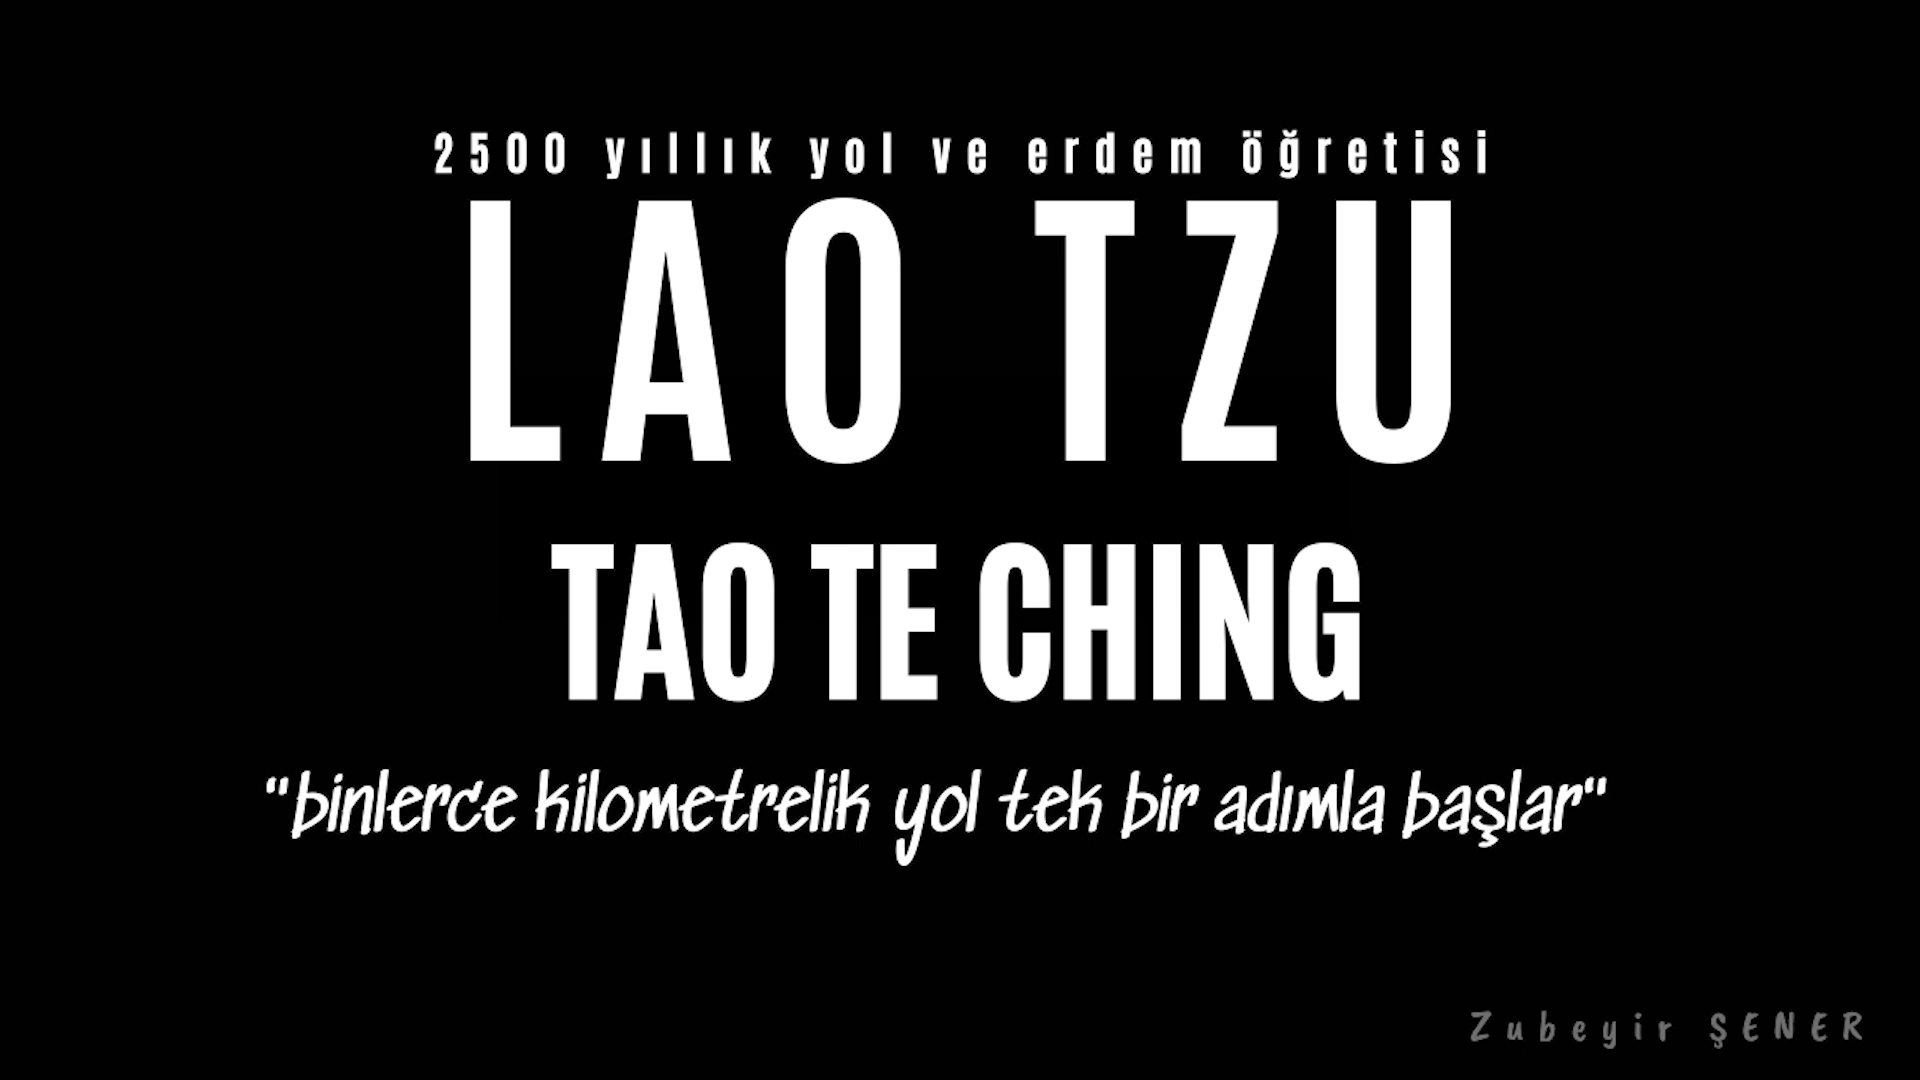 2500 yıllık yol ve erdem öğretisi
LAO TZU
TAO TE CHING
"binlerce kilometrelik yol tek bir adımla başlar"
Zubeyir ŞENER